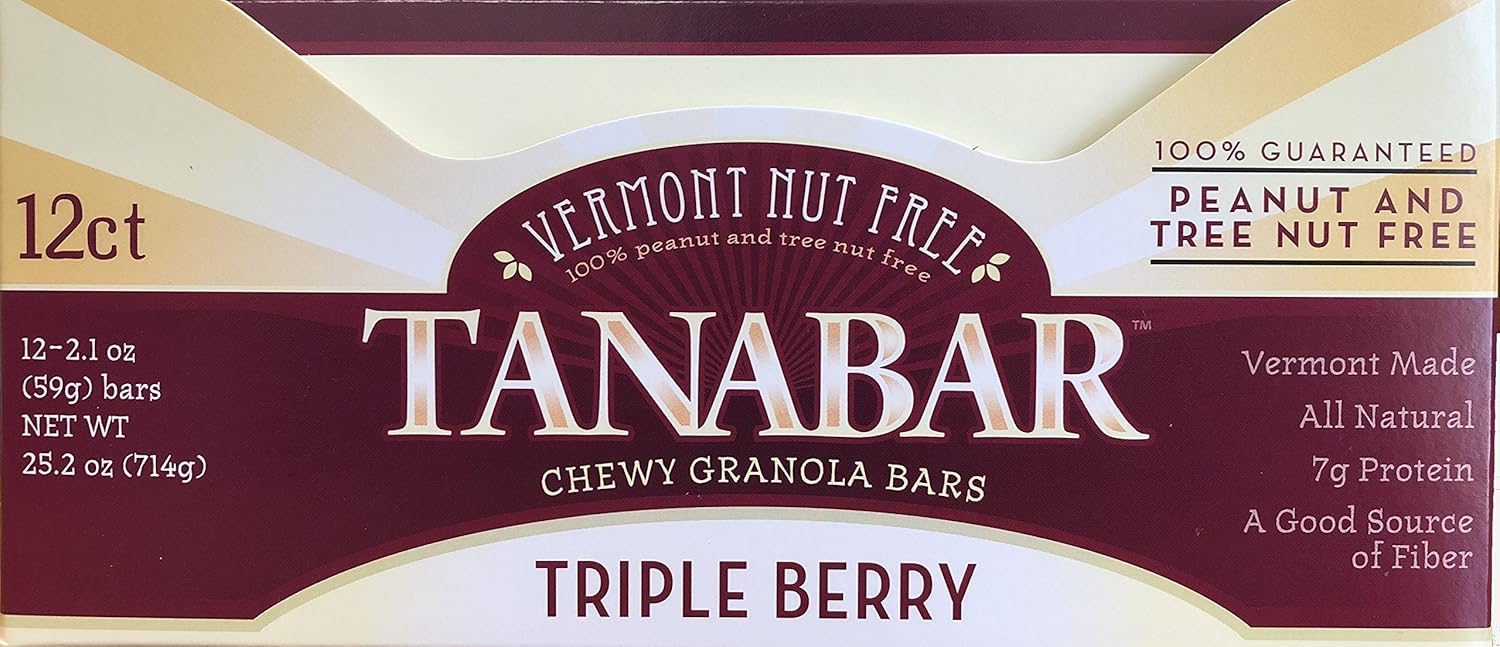 12ct
12-2.1 oz
(59g) bars
NET WT
25.2 oz (714g)
VERMONT NUT FREE
100% peanut and tree nut free
TANABAR™
CHEWY GRANOLA BARS
TRIPLE BERRY
100% GUARANTEED
PEANUT AND
TREE NUT FREE
Vermont Made
All Natural
7g Protein
A Good Source
of Fiber